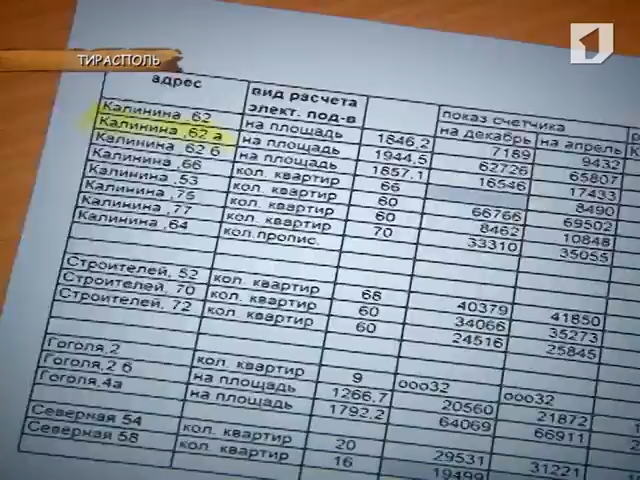 ТИРАСПОЛЬ
адрес вид расчета элект. под-в показ счетчика
на декабрь на апрель К
Калинина ,62 на площадь 1846.2 7189 9432
Калинина ,62 а на площадь 1944.5 62726 65807
Калинина 62 б на площадь 1857.1 16546 17433
Калинина ,66 кол. квартир 66 8490
Калинина ,53 кол. квартир 60 66766 69502
Калинина ,75 кол. квартир 60 8462 10848
Калинина ,77 кол.пропис. 70 33310 35055
Калинина ,64
Строителей, 52 кол. квартир 68 40379 41850
Строителей, 70 кол. квартир 60 34066 35273
Строителей, 72 кол. квартир 60 24516 25845
Гоголя,2 кол. квартир 9 ооо32 ооо32
Гоголя,2 б на площадь 1266.7 20560 21872
Гоголя,4а на площадь 1792.2 64069 66911
Северная 54 кол. квартир 20 29531 31221
Северная 58 кол. квартир 16 19499